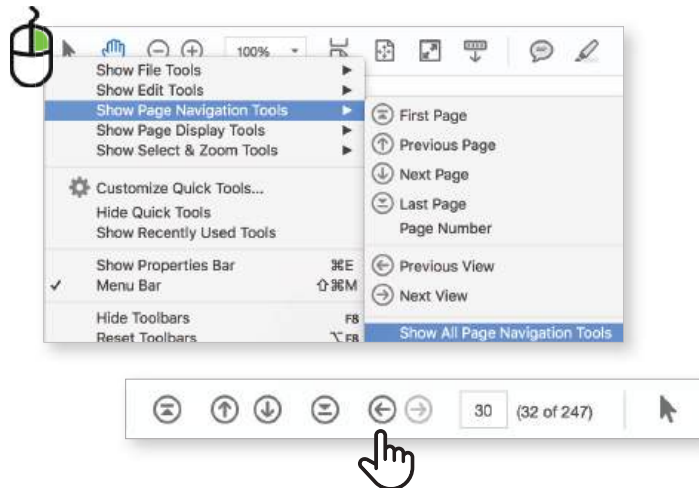 100%
Show File Tools
Show Edit Tools
Show Page Navigation Tools
Show Page Display Tools
Show Select & Zoom Tools
Customize Quick Tools...
Hide Quick Tools
Show Recently Used Tools
Show Properties Bar ⌘E
✓ Menu Bar ⇧⌘M
Hide Toolbars F8
Reset Toolbars ⌥F8
First Page
Previous Page
Next Page
Last Page
Page Number
Previous View
Next View
Show All Page Navigation Tools
30 (32 of 247)